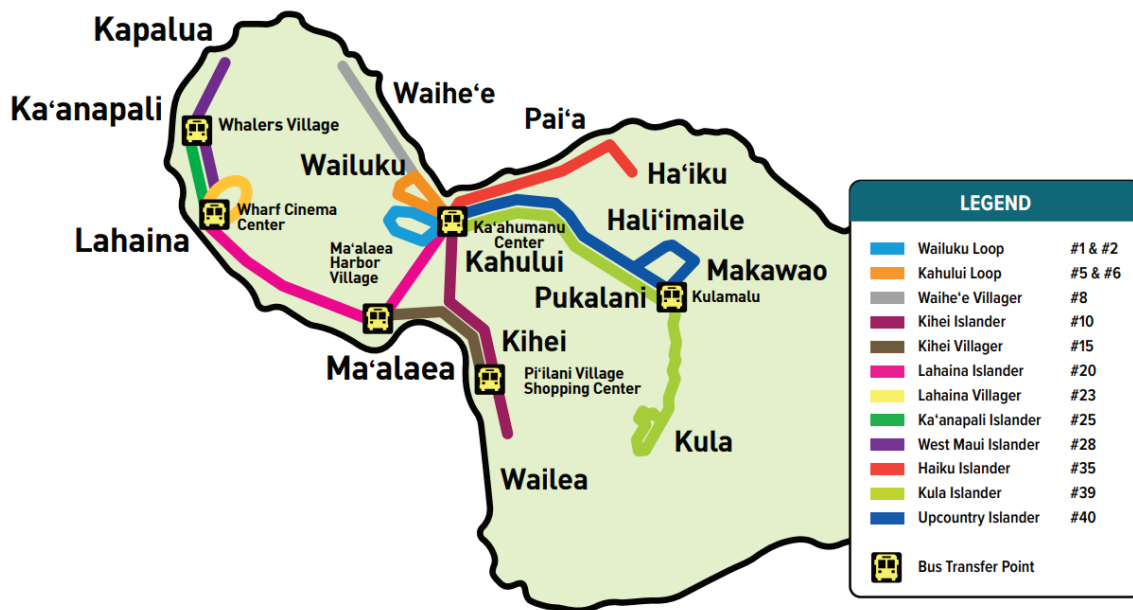 Kapalua
Ka‘anapali
Whalers Village
Waihe‘e
Pai‘a
Wailuku
Ha‘iku
Wharf Cinema
Center
Lahaina
Ma‘alaea
Harbor
Village
Ka‘ahumanu
Center
Kahului
Hali‘imaile
Makawao
Pukalani
Kulamalu
Ma‘alaea
Kihei
Pi‘ilani Village
Shopping Center
Kula
Wailea
LEGEND
Wailuku Loop #1 & #2
Kahului Loop #5 & #6
Waihe‘e Villager #8
Kihei Islander #10
Kihei Villager #15
Lahaina Islander #20
Lahaina Villager #23
Ka‘anapali Islander #25
West Maui Islander #28
Haiku Islander #35
Kula Islander #39
Upcountry Islander #40
Bus Transfer Point